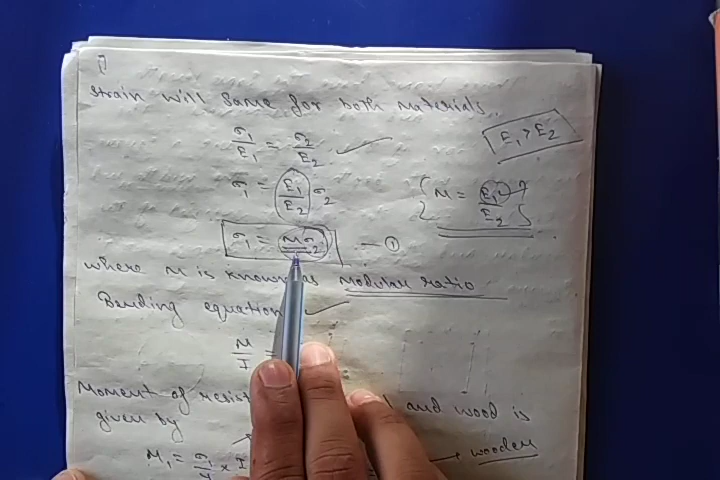 strain will same for both materials.
σ₁/E₁ = σ₂/E₂
E₁ > E₂
σ₁ = E₁/E₂ σ₂
M = E₁/E₂
σ₁ = Mσ₂ — ①
where M is known as modular ratio
Bending equation
M/I =
Moment of and wood is
given by
M₁ = σ₁/y × I → wooden